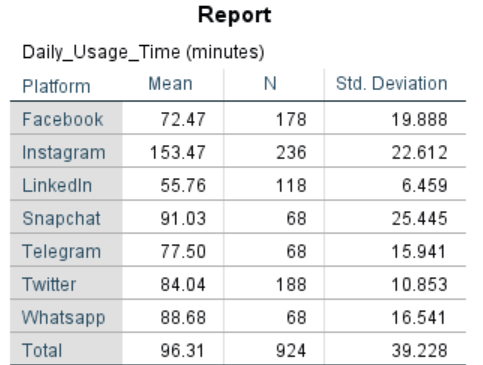 Report
Daily_Usage_Time (minutes)
Platform Mean N Std. Deviation
Facebook 72.47 178 19.888
Instagram 153.47 236 22.612
LinkedIn 55.76 118 6.459
Snapchat 91.03 68 25.445
Telegram 77.50 68 15.941
Twitter 84.04 188 10.853
Whatsapp 88.68 68 16.541
Total 96.31 924 39.228